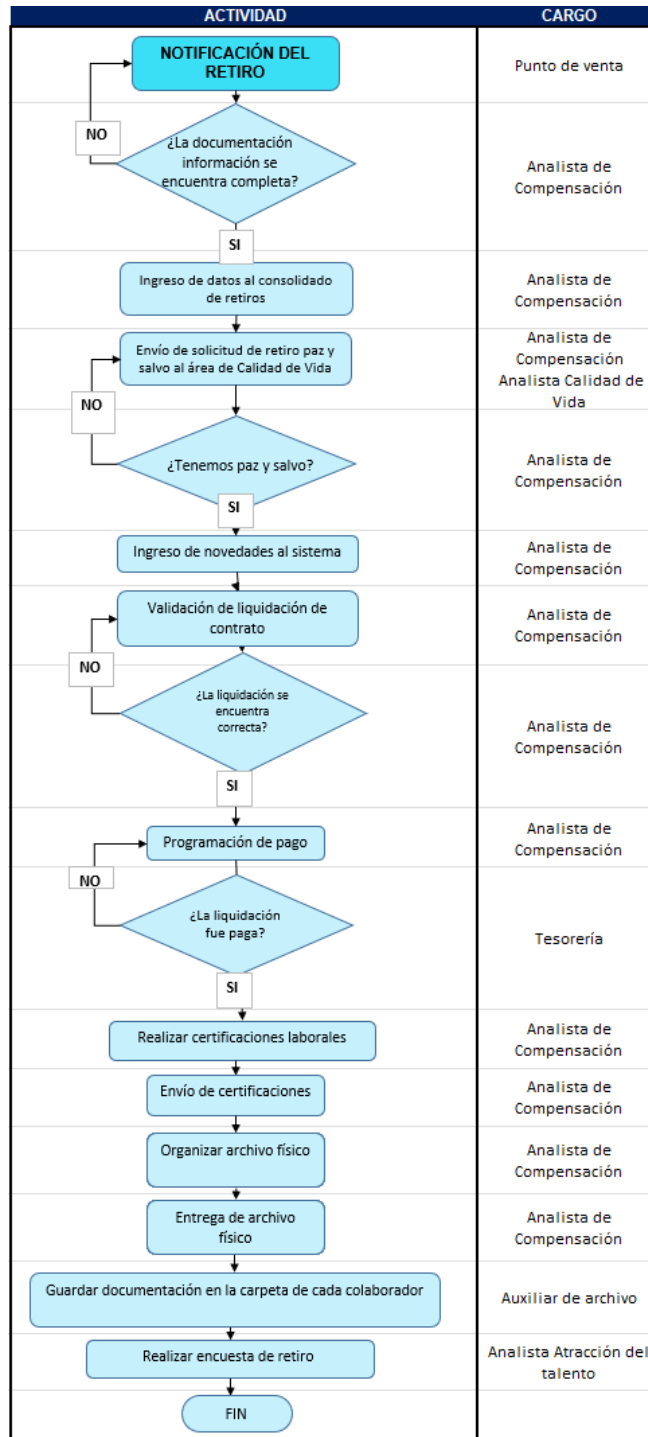 ACTIVIDAD
CARGO
NOTIFICACIÓN DEL
RETIRO
Punto de venta
NO
¿La documentación
información se
encuentra completa?
Analista de
Compensación
SI
Ingreso de datos al consolidado
de retiros
Analista de
Compensación
Envío de solicitud de retiro paz y
salvo al área de Calidad de Vida
Analista de
Compensación
Analista Calidad de
Vida
NO
¿Tenemos paz y salvo?
Analista de
Compensación
SI
Ingreso de novedades al sistema
Analista de
Compensación
Validación de liquidación de
contrato
Analista de
Compensación
NO
¿La liquidación se
encuentra
correcta?
Analista de
Compensación
SI
Programación de pago
Analista de
Compensación
NO
¿La liquidación
fue paga?
Tesorería
SI
Realizar certificaciones laborales
Analista de
Compensación
Envío de certificaciones
Analista de
Compensación
Organizar archivo físico
Analista de
Compensación
Entrega de archivo
físico
Analista de
Compensación
Guardar documentación en la carpeta de cada colaborador
Auxiliar de archivo
Realizar encuesta de retiro
Analista Atracción del
talento
FIN